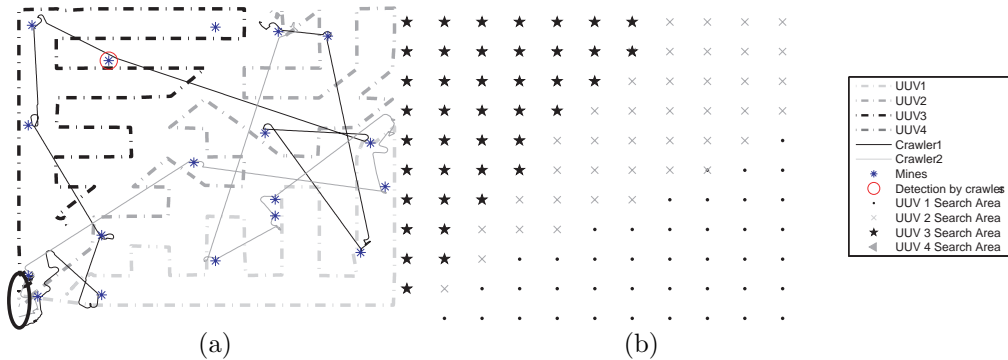 UUV1
UUV2
UUV3
UUV4
Crawler1
Crawler2
Mines
Detection by crawlers
UUV 1 Search Area
UUV 2 Search Area
UUV 3 Search Area
UUV 4 Search Area
(a)
(b)